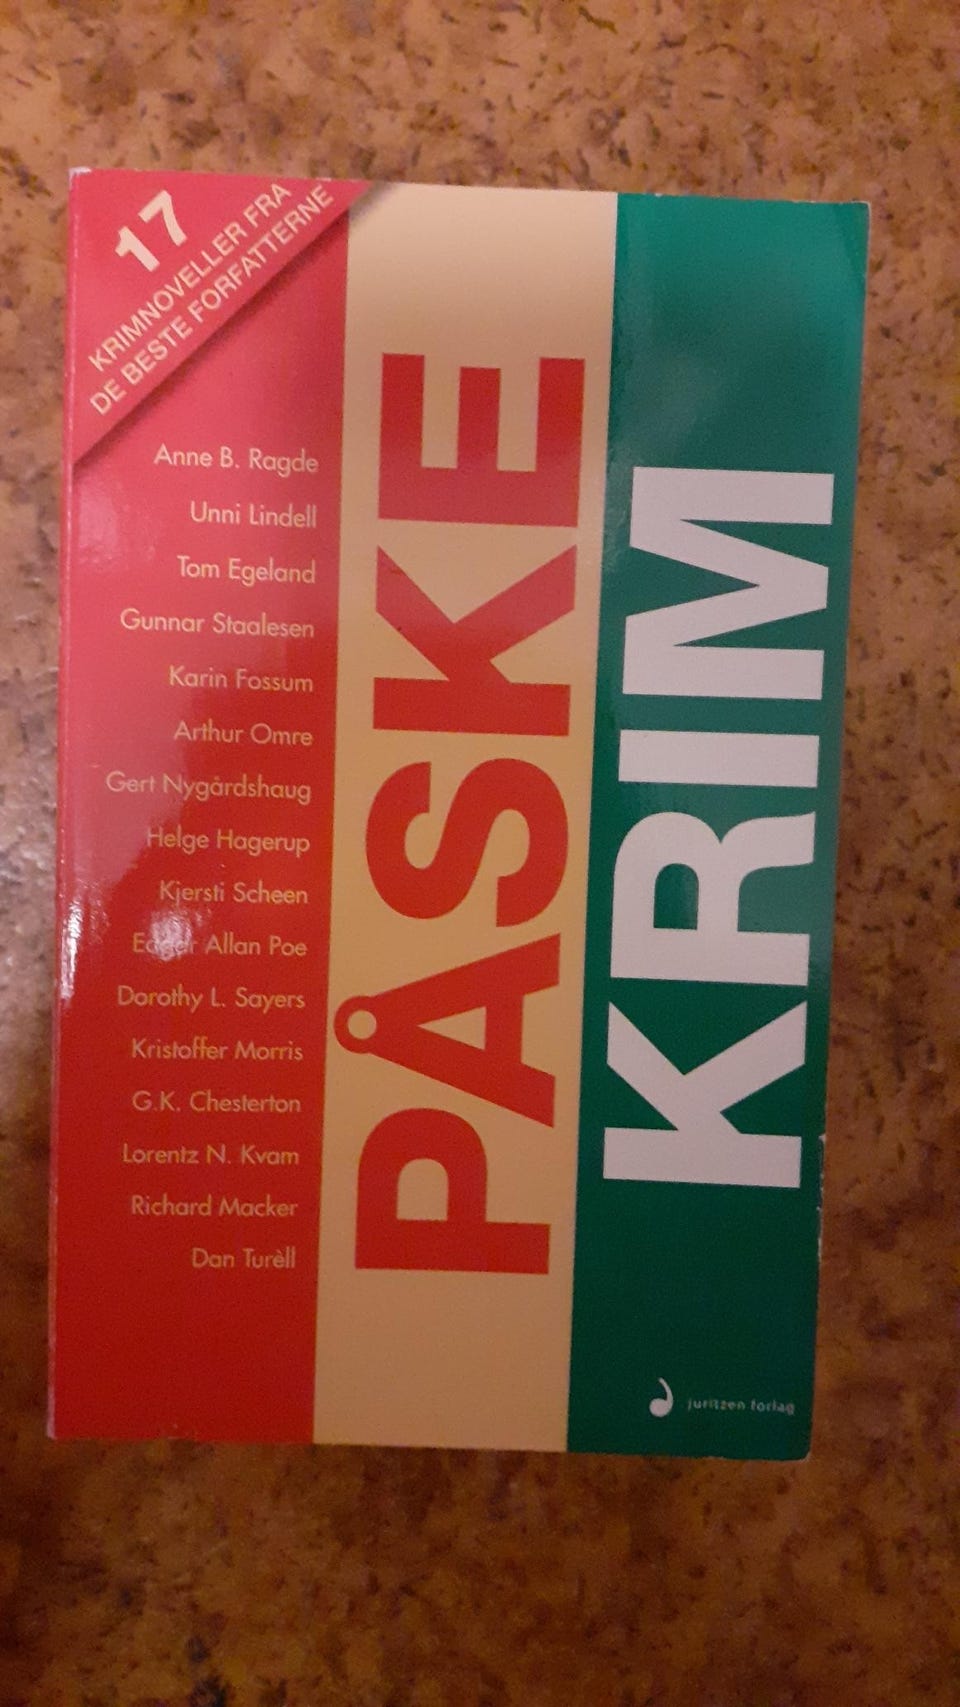 17
KRIMNOVELLER FRA
DE BESTE FORFATTERNE
Anne B. Ragde
Unni Lindell
Tom Egeland
Gunnar Staalesen
Karin Fossum
Arthur Omre
Gert Nygårdshaug
Helge Hagerup
Kjersti Scheen
Edgar Allan Poe
Dorothy L. Sayers
Kristoffer Morris
G.K. Chesterton
Lorentz N. Kvam
Richard Macker
Dan Turèll
PÅSKE
KRIM
juritzen forlag